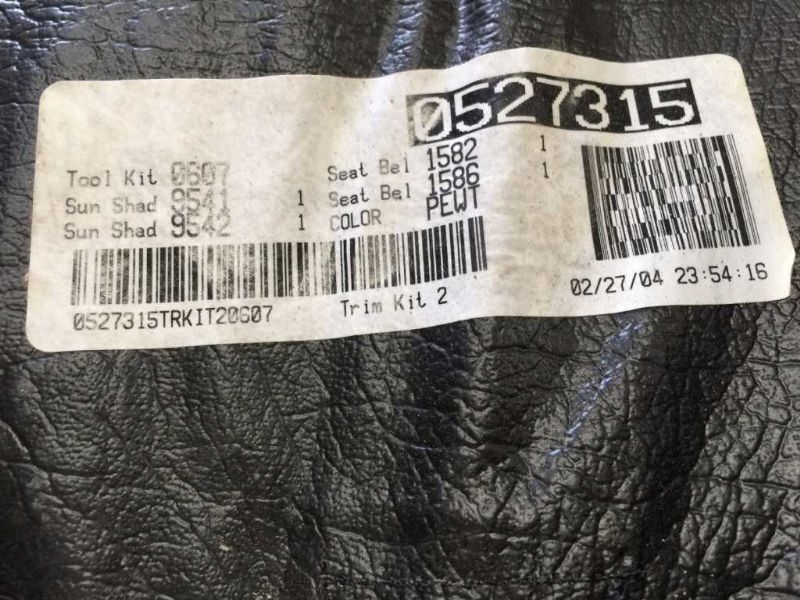 0527315
Tool Kit 0607
Seat Bel 1582 1
Sun Shad 9541 1
Seat Bel 1586 1
Sun Shad 9542 1
COLOR PEWT
0527315TRKIT20607
Trim Kit 2
02/27/04 23:54:16